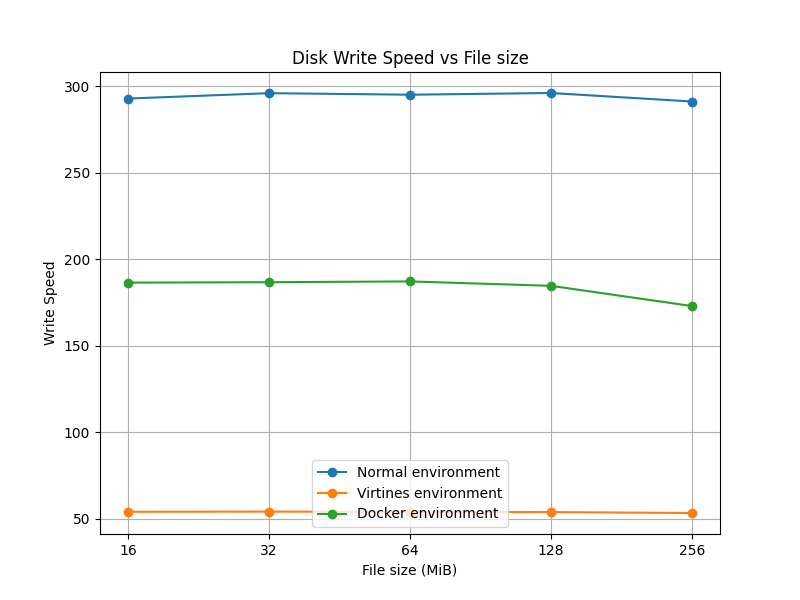 Disk Write Speed vs File size
300
250
200
150
100
50
Write Speed
Normal environment
Virtines environment
Docker environment
16 32 64 128 256
File size (MiB)